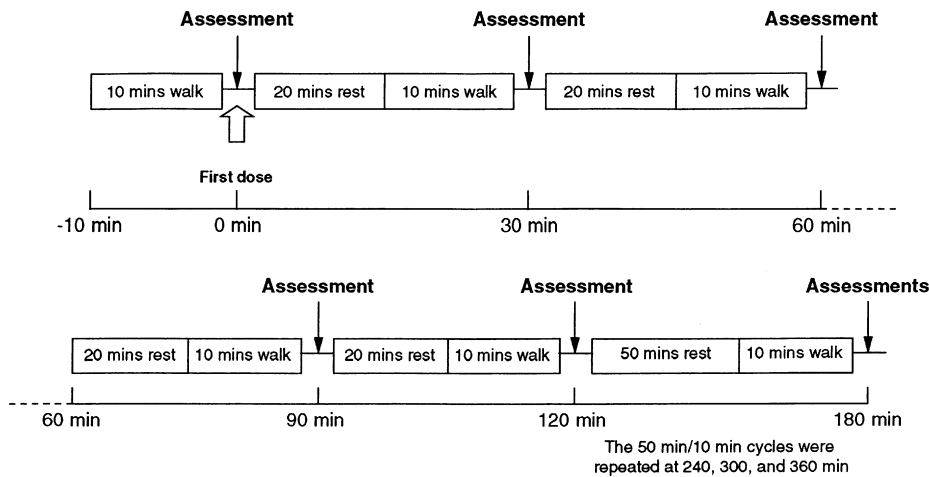 Assessment Assessment Assessment
10 mins walk 20 mins rest 10 mins walk 20 mins rest 10 mins walk
First dose
-10 min 0 min 30 min 60 min
Assessment Assessment Assessments
20 mins rest 10 mins walk 20 mins rest 10 mins walk 50 mins rest 10 mins walk
60 min 90 min 120 min 180 min
The 50 min/10 min cycles were
repeated at 240, 300, and 360 min